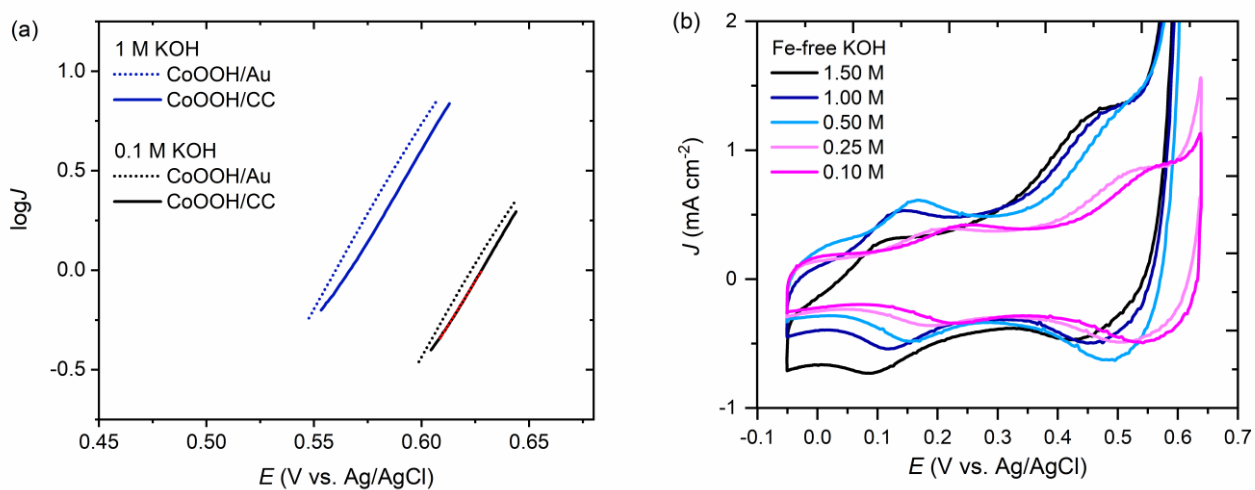 (a)
1 M KOH
CoOOH/Au
CoOOH/CC
0.1 M KOH
CoOOH/Au
CoOOH/CC
1.0
0.5
0.0
-0.5
logJ
0.45 0.50 0.55 0.60 0.65
E (V vs. Ag/AgCl)
(b)
Fe-free KOH
1.50 M
1.00 M
0.50 M
0.25 M
0.10 M
2
1
0
-1
J (mA cm⁻²)
-0.1 0.0 0.1 0.2 0.3 0.4 0.5 0.6 0.7
E (V vs. Ag/AgCl)